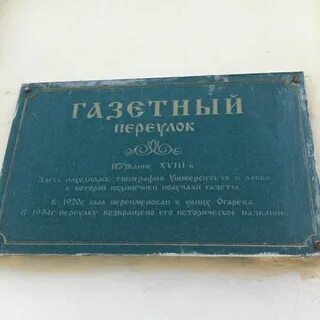 ГАЗЕТНЫЙ
ПЕРЕУЛОК
Название XVIII в.
Здесь находилась типография Университета и лавка,
в которой подписчики получали газеты.
В 1920г. был переименован в улицу Огарева.
В 1994г. переулку возвращено его историческое название.